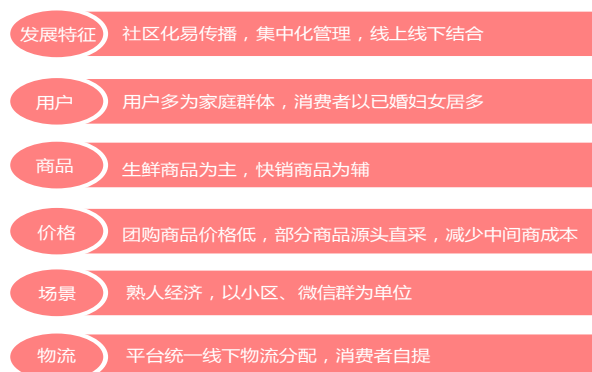 发展特征
社区化易传播，集中化管理，线上线下结合
用户
用户多为家庭群体，消费者以已婚妇女居多
商品
生鲜商品为主，快销商品为辅
价格
团购商品价格低，部分商品源头直采，减少中间商成本
场景
熟人经济，以小区、微信群为单位
物流
平台统一线下物流分配，消费者自提